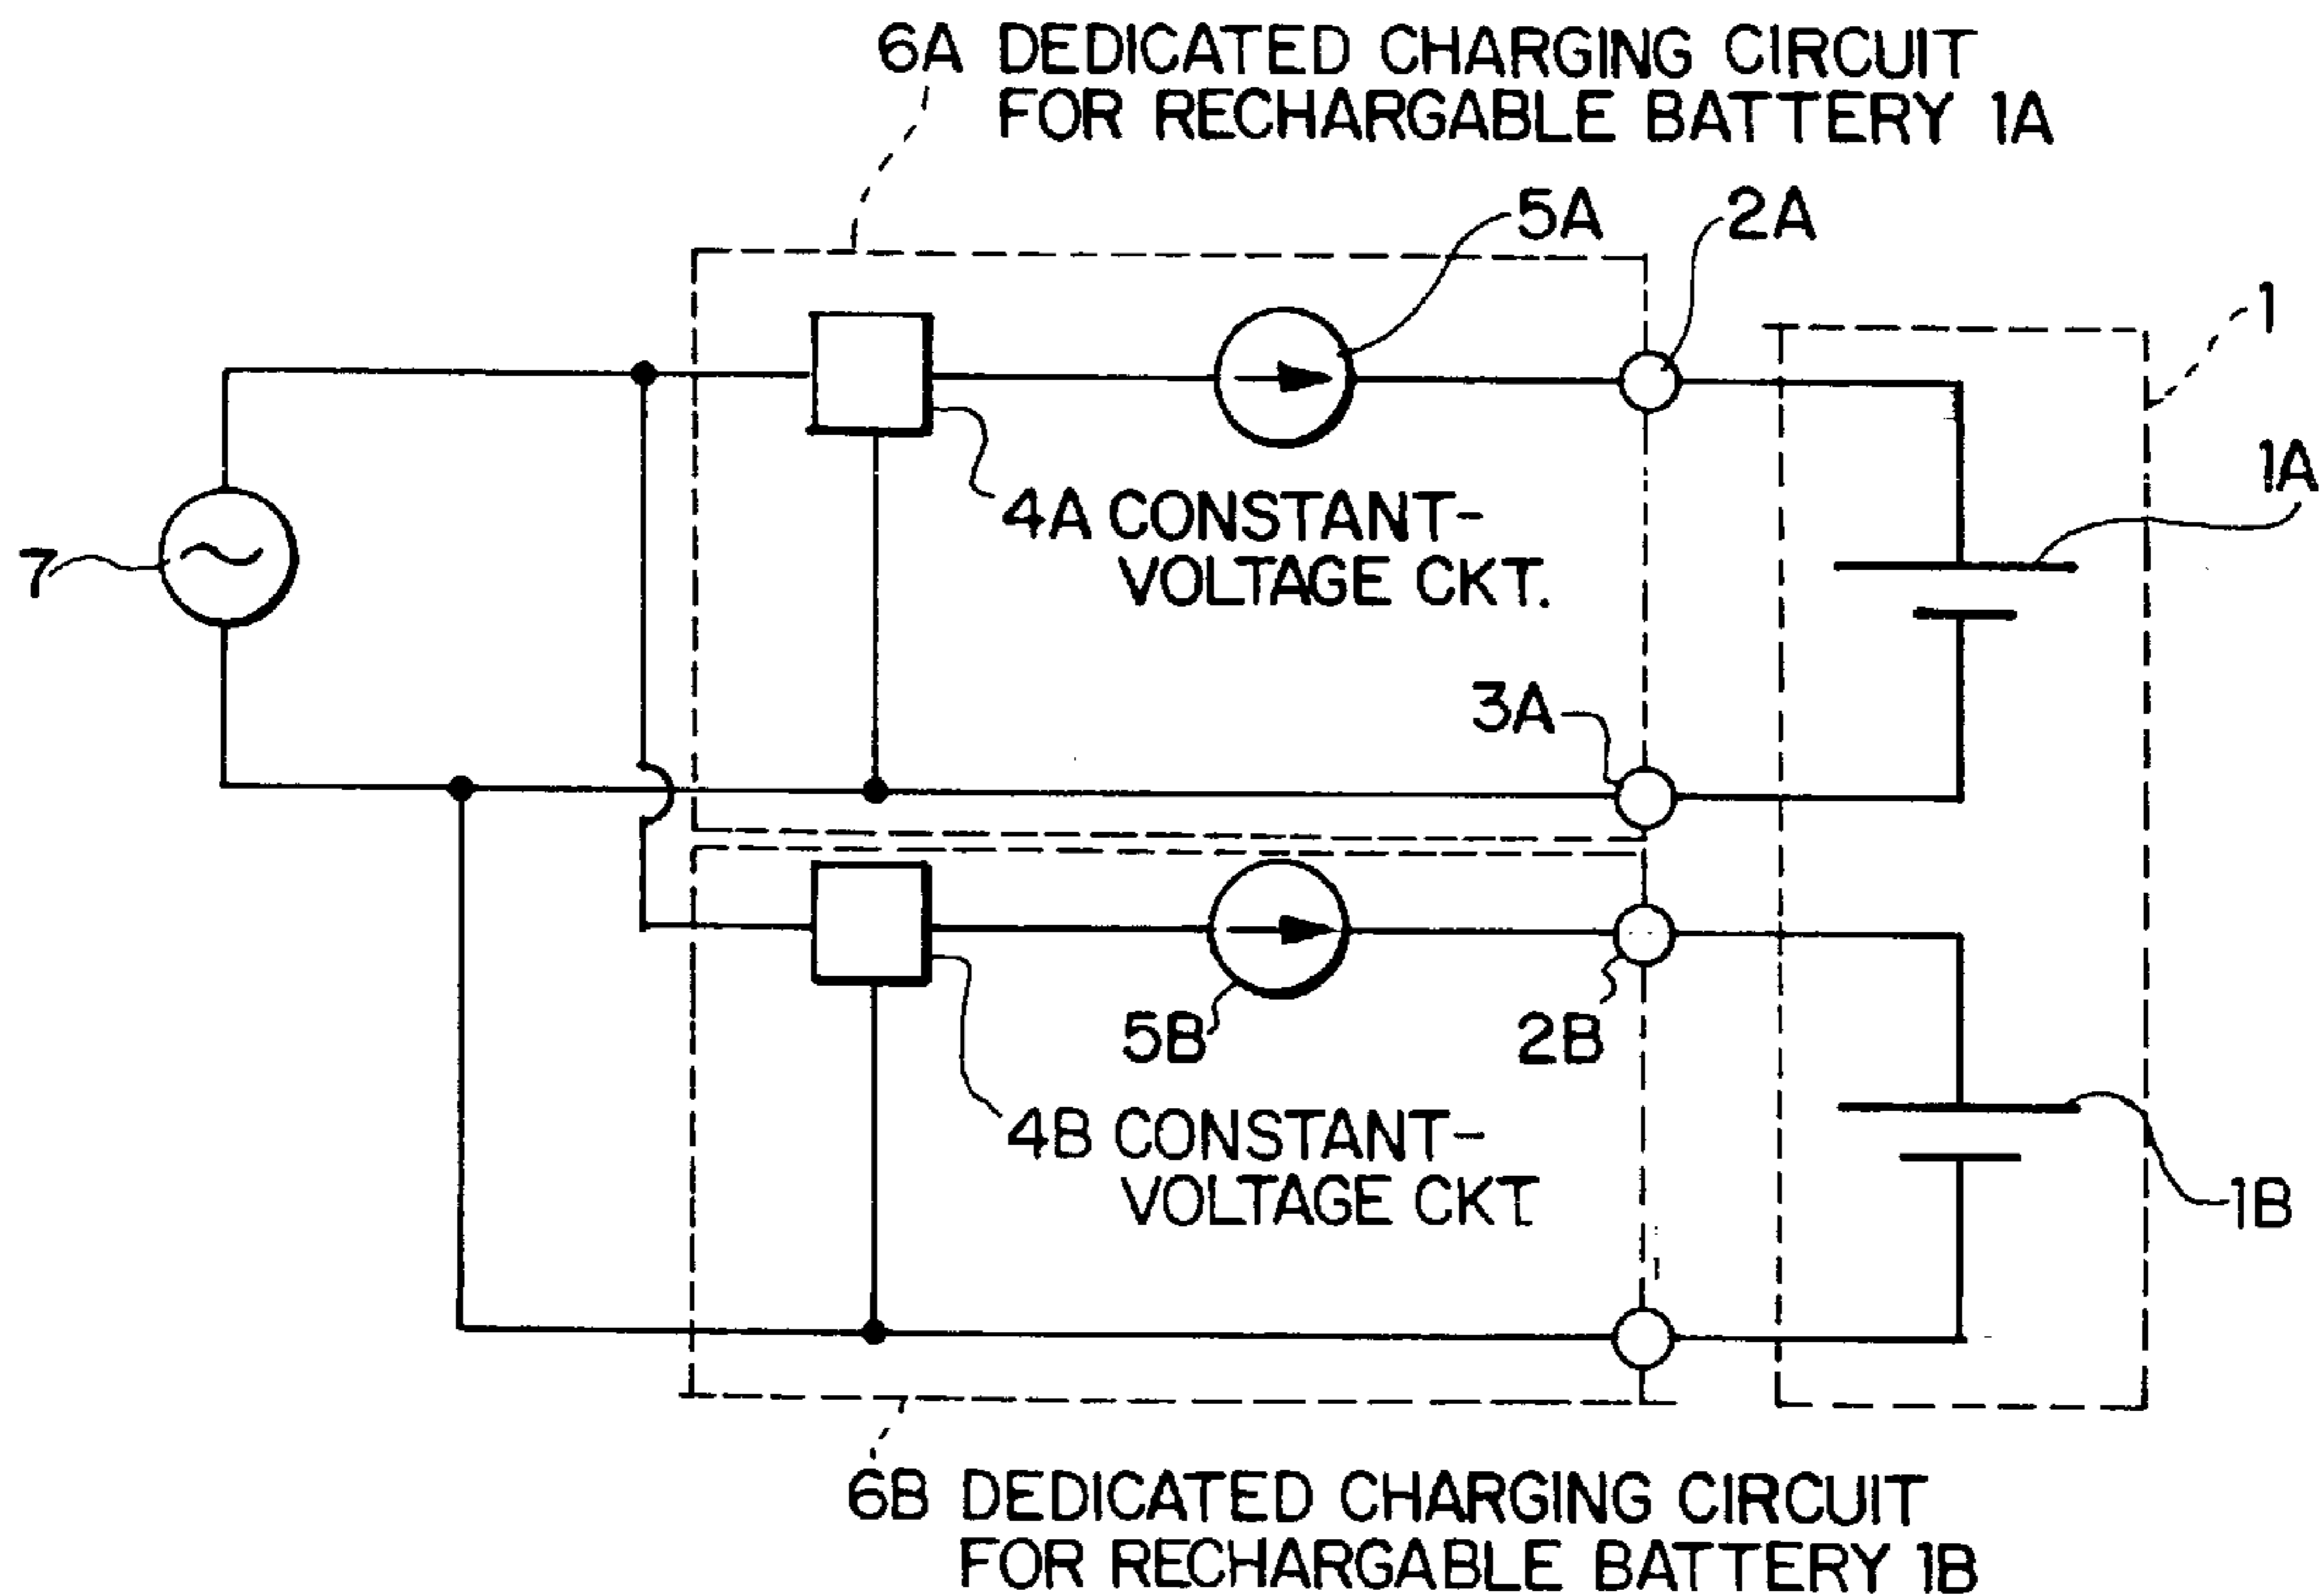 6A DEDICATED CHARGING CIRCUIT
FOR RECHARGABLE BATTERY 1A
5A
2A
1
1A
4A CONSTANT-
VOLTAGE CKT.
7
3A
5B
2B
4B CONSTANT-
VOLTAGE CKT
1B
6B DEDICATED CHARGING CIRCUIT
FOR RECHARGABLE BATTERY 1B